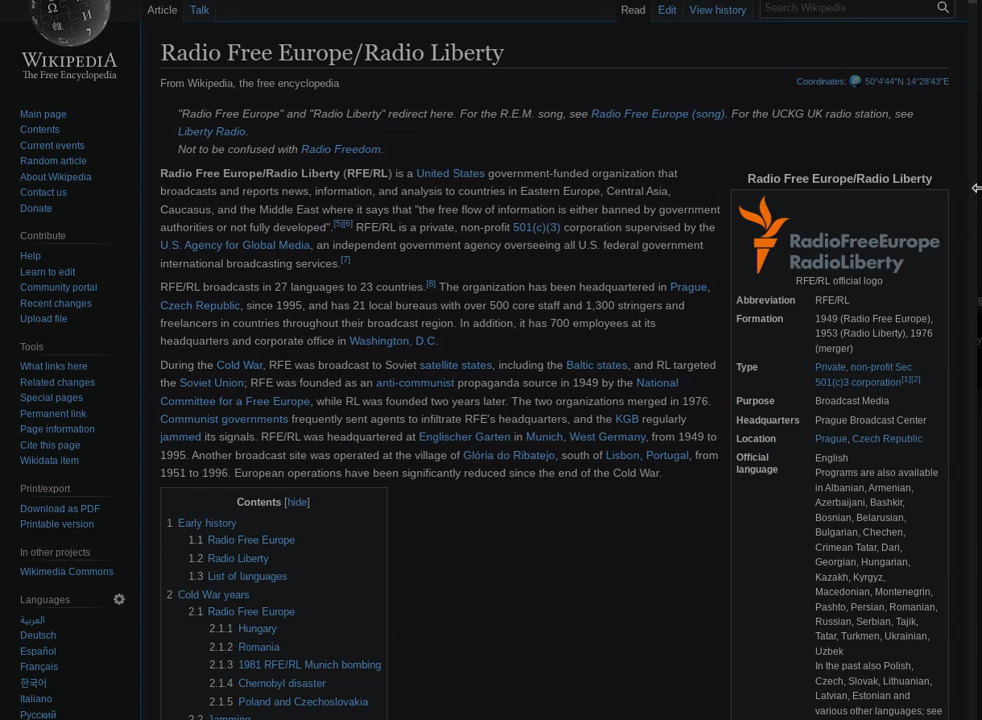 Article
Talk
Read
Edit
View history
Search Wikipedia
WIKIPEDIA
The Free Encyclopedia
Main page
Contents
Current events
Random article
About Wikipedia
Contact us
Donate
Contribute
Help
Learn to edit
Community portal
Recent changes
Upload file
Tools
What links here
Related changes
Special pages
Permanent link
Page information
Cite this page
Wikidata item
Print/export
Download as PDF
Printable version
In other projects
Wikimedia Commons
Languages
العربية
Deutsch
Español
Français
한국어
Italiano
Русский
Radio Free Europe/Radio Liberty
From Wikipedia, the free encyclopedia
Coordinates: 50°4′44″N 14°28′43″E
"Radio Free Europe" and "Radio Liberty" redirect here. For the R.E.M. song, see Radio Free Europe (song). For the UCKG UK radio station, see
Liberty Radio.
Not to be confused with Radio Freedom.
Radio Free Europe/Radio Liberty (RFE/RL) is a United States government-funded organization that
broadcasts and reports news, information, and analysis to countries in Eastern Europe, Central Asia,
Caucasus, and the Middle East where it says that "the free flow of information is either banned by government
authorities or not fully developed".[5][6] RFE/RL is a private, non-profit 501(c)(3) corporation supervised by the
U.S. Agency for Global Media, an independent government agency overseeing all U.S. federal government
international broadcasting services.[7]
RFE/RL broadcasts in 27 languages to 23 countries.[8] The organization has been headquartered in Prague,
Czech Republic, since 1995, and has 21 local bureaus with over 500 core staff and 1,300 stringers and
freelancers in countries throughout their broadcast region. In addition, it has 700 employees at its
headquarters and corporate office in Washington, D.C.
During the Cold War, RFE was broadcast to Soviet satellite states, including the Baltic states, and RL targeted
the Soviet Union; RFE was founded as an anti-communist propaganda source in 1949 by the National
Committee for a Free Europe, while RL was founded two years later. The two organizations merged in 1976.
Communist governments frequently sent agents to infiltrate RFE's headquarters, and the KGB regularly
jammed its signals. RFE/RL was headquartered at Englischer Garten in Munich, West Germany, from 1949 to
1995. Another broadcast site was operated at the village of Glória do Ribatejo, south of Lisbon, Portugal, from
1951 to 1996. European operations have been significantly reduced since the end of the Cold War.
Contents [hide]
1 Early history
1.1 Radio Free Europe
1.2 Radio Liberty
1.3 List of languages
2 Cold War years
2.1 Radio Free Europe
2.1.1 Hungary
2.1.2 Romania
2.1.3 1981 RFE/RL Munich bombing
2.1.4 Chernobyl disaster
2.1.5 Poland and Czechoslovakia
2.2 Jamming
Radio Free Europe/Radio Liberty
RadioFreeEurope
RadioLiberty
RFE/RL official logo
Abbreviation RFE/RL
Formation 1949 (Radio Free Europe),
1953 (Radio Liberty), 1976
(merger)
Type Private, non-profit Sec
501(c)3 corporation[1][2]
Purpose Broadcast Media
Headquarters Prague Broadcast Center
Location Prague, Czech Republic
Official English
language
Programs are also available
in Albanian, Armenian,
Azerbaijani, Bashkir,
Bosnian, Belarusian,
Bulgarian, Chechen,
Crimean Tatar, Dari,
Georgian, Hungarian,
Kazakh, Kyrgyz,
Macedonian, Montenegrin,
Pashto, Persian, Romanian,
Russian, Serbian, Tajik,
Tatar, Turkmen, Ukrainian,
Uzbek
In the past also Polish,
Czech, Slovak, Lithuanian,
Latvian, Estonian and
various other languages; see